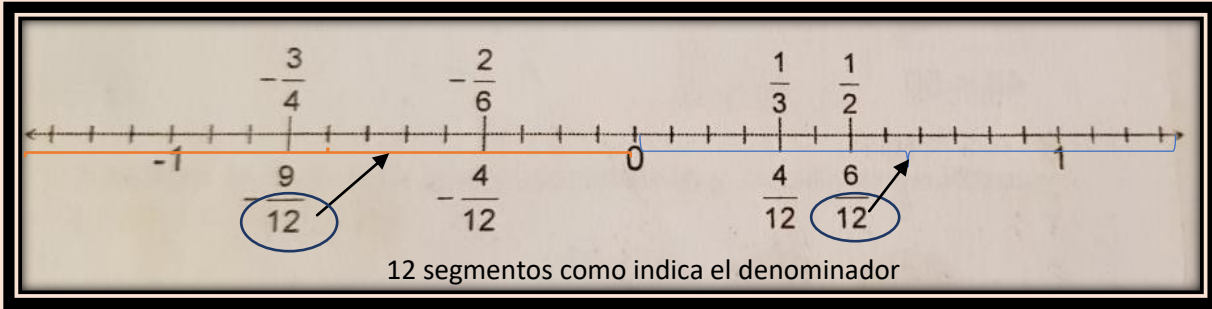 -3/4 -2/6 1/3 1/2
-1 0 1
-9/12 -4/12 4/12 6/12
12 segmentos como indica el denominador